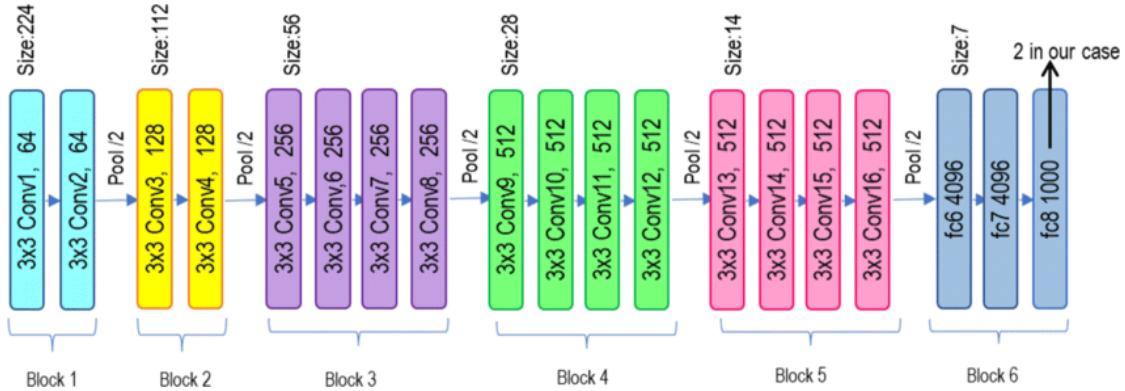 Size:224
Size:112
Size:56
Size:28
Size:14
Size:7
2 in our case
3x3 Conv1, 64
3x3 Conv2, 64
Pool /2
3x3 Conv3, 128
3x3 Conv4, 128
Pool /2
3x3 Conv5, 256
3x3 Conv,6 256
3x3 Conv7, 256
3x3 Conv8, 256
Pool /2
3x3 Conv9, 512
3x3 Conv10, 512
3x3 Conv11, 512
3x3 Conv12, 512
Pool /2
3x3 Conv13, 512
3x3 Conv14, 512
3x3 Conv15, 512
3x3 Conv16, 512
Pool /2
fc6 4096
fc7 4096
fc8 1000
Block 1
Block 2
Block 3
Block 4
Block 5
Block 6